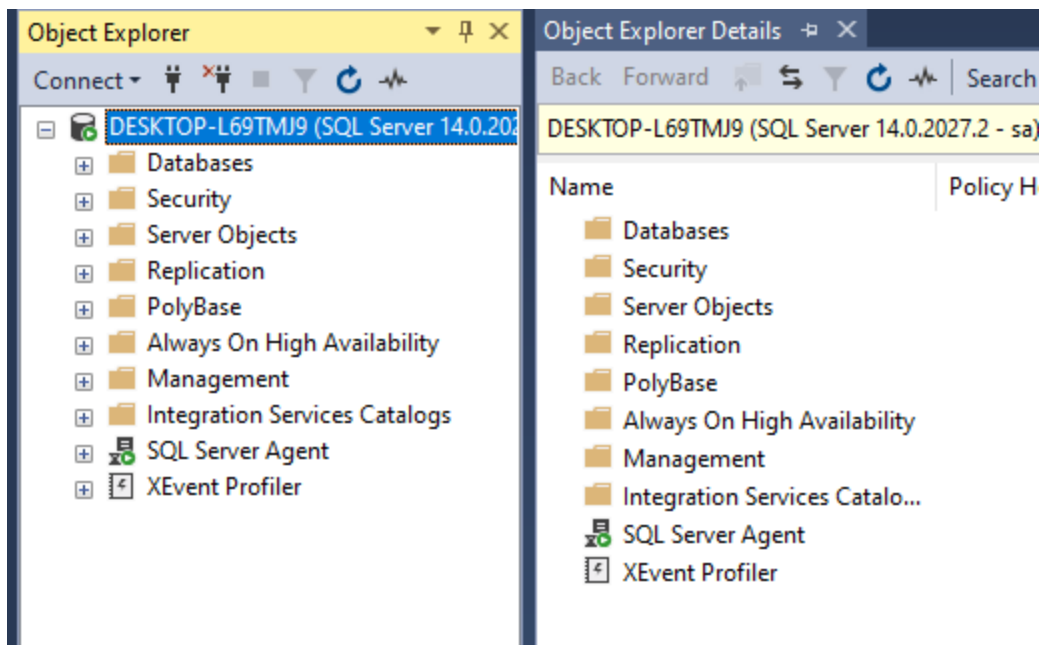 Object Explorer
Connect
DESKTOP-L69TMJ9 (SQL Server 14.0.202
Databases
Security
Server Objects
Replication
PolyBase
Always On High Availability
Management
Integration Services Catalogs
SQL Server Agent
XEvent Profiler
Object Explorer Details
Back Forward Search
DESKTOP-L69TMJ9 (SQL Server 14.0.2027.2 - sa)
Name Policy H
Databases
Security
Server Objects
Replication
PolyBase
Always On High Availability
Management
Integration Services Catalo...
SQL Server Agent
XEvent Profiler